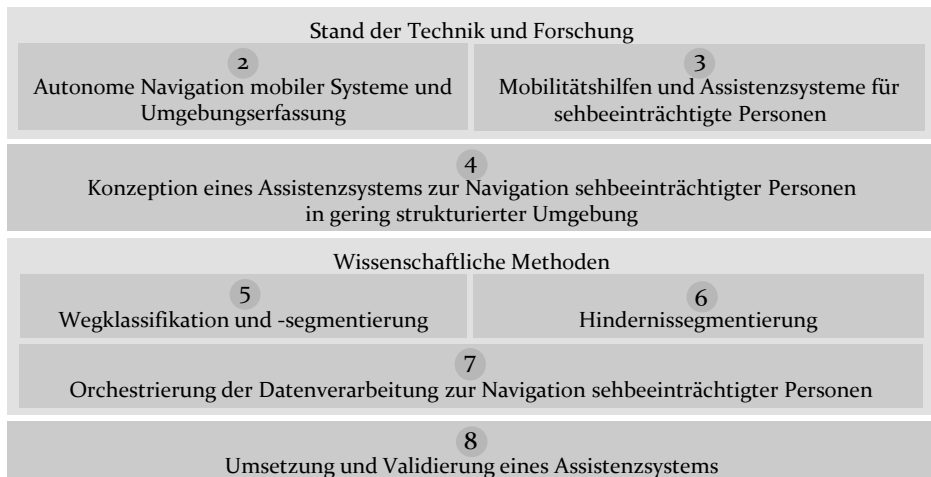 Stand der Technik und Forschung
2
Autonome Navigation mobiler Systeme und
Umgebungserfassung
3
Mobilitätshilfen und Assistenzsysteme für
sehbeeinträchtigte Personen
4
Konzeption eines Assistenzsystems zur Navigation sehbeeinträchtigter Personen
in gering strukturierter Umgebung
Wissenschaftliche Methoden
5
Wegklassifikation und -segmentierung
6
Hindernissegmentierung
7
Orchestrierung der Datenverarbeitung zur Navigation sehbeeinträchtigter Personen
8
Umsetzung und Validierung eines Assistenzsystems